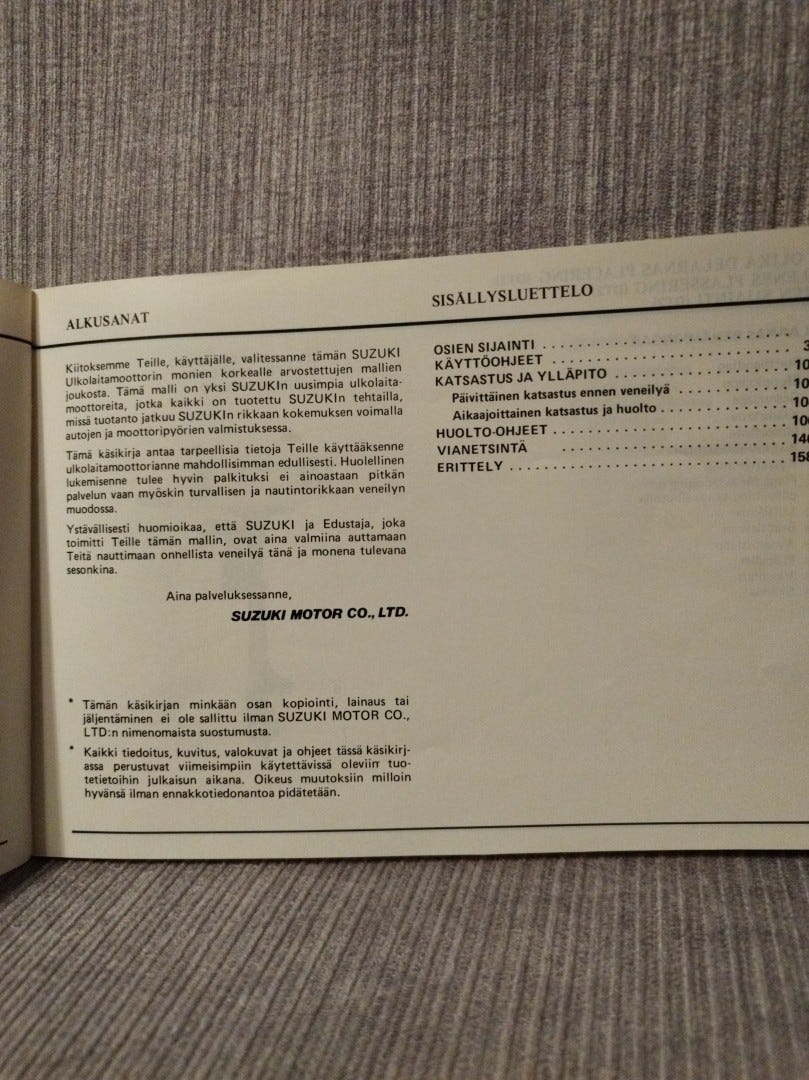 ALKUSANAT
Kiitoksemme Teille, käyttäjälle, valitessanne tämän SUZUKI
Ulkolaitamoottorin monien korkealle arvostettujen mallien
joukosta. Tämä malli on yksi SUZUKIn uusimpia ulkolaita-
moottoreita, jotka kaikki on tuotettu SUZUKIn tehtailla,
missä tuotanto jatkuu SUZUKIn rikkaan kokemuksen voimalla
autojen ja moottoripyörien valmistuksessa.
Tämä käsikirja antaa tarpeellisia tietoja Teille käyttääksenne
ulkolaitamoottorianne mahdollisimman edullisesti. Huolellinen
lukemisenne tulee hyvin palkituksi ei ainoastaan pitkän
palvelun vaan myöskin turvallisen ja nautintorikkaan veneilyn
muodossa.
Ystävällisesti huomioikaa, että SUZUKI ja Edustaja, joka
toimitti Teille tämän mallin, ovat aina valmiina auttamaan
Teitä nauttimaan onnellista veneilyä tänä ja monena tulevana
sesonkina.
Aina palveluksessanne,
SUZUKI MOTOR CO., LTD.
* Tämän käsikirjan minkään osan kopiointi, lainaus tai
jäljentäminen ei ole sallittu ilman SUZUKI MOTOR CO.,
LTD:n nimenomaista suostumusta.
* Kaikki tiedoitus, kuvitus, valokuvat ja ohjeet tässä käsikirj-
assa perustuvat viimeisimpiin käytettävissä oleviin tuo-
tetietoihin julkaisun aikana. Oikeus muutoksiin milloin
hyvänsä ilman ennakkotiedonantoa pidätetään.
SISÄLLYSLUETTELO
OSIEN SIJAINTI
KÄYTTÖOHJEET
KATSASTUS JA YLLÄPITO
Päivittäinen katsastus ennen veneilyä
Aikaajoittainen katsastus ja huolto
HUOLTO-OHJEET
VIANETSINTÄ
ERITTELY 158